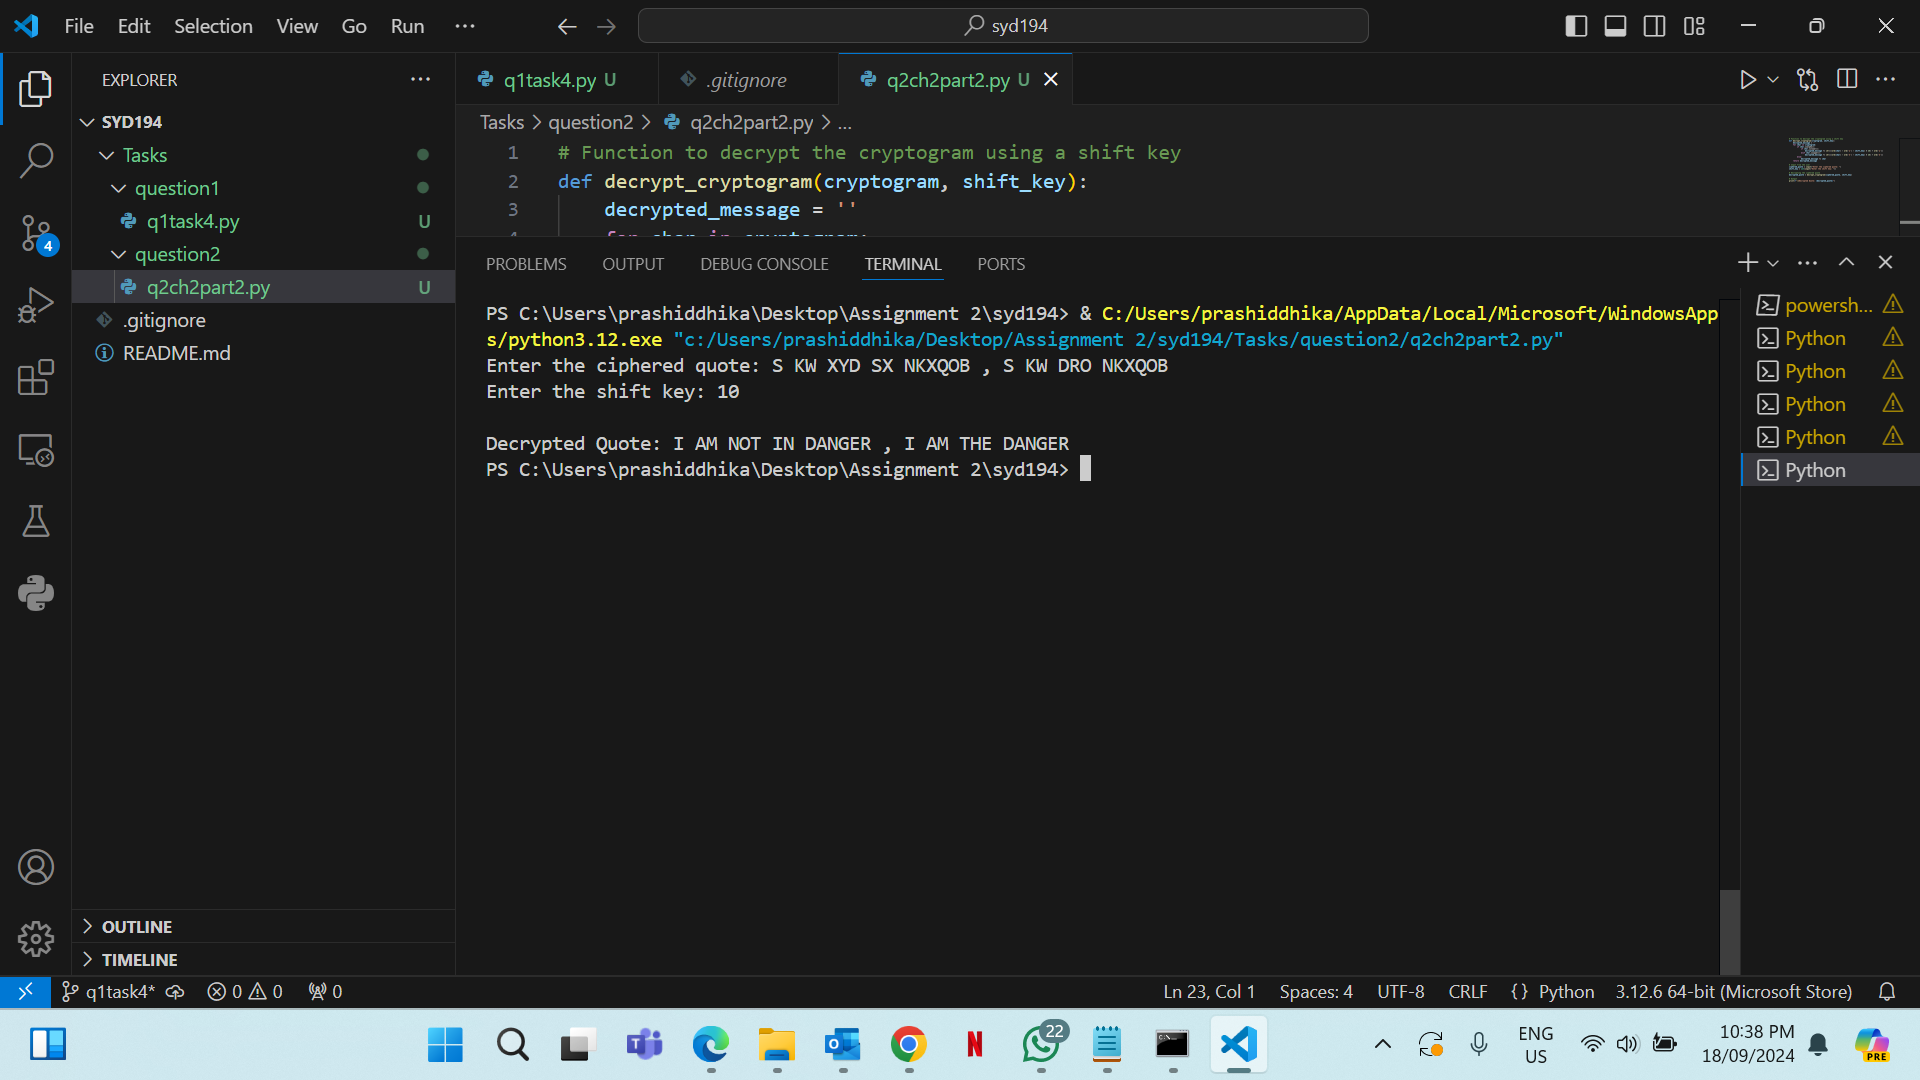 File Edit Selection View Go Run ···
syd194
EXPLORER
SYD194
Tasks
question1
q1task4.py U
question2
q2ch2part2.py U
.gitignore
README.md
OUTLINE
TIMELINE
4
q1task4.py U
.gitignore
q2ch2part2.py U
Tasks > question2 > q2ch2part2.py > ...
1 # Function to decrypt the cryptogram using a shift key
2 def decrypt_cryptogram(cryptogram, shift_key):
3 decrypted_message = ''
PROBLEMS OUTPUT DEBUG CONSOLE TERMINAL PORTS
PS C:\Users\prashiddhika\Desktop\Assignment 2\syd194> & C:/Users/prashiddhika/AppData/Local/Microsoft/WindowsApp
s/python3.12.exe "c:/Users/prashiddhika/Desktop/Assignment 2/syd194/Tasks/question2/q2ch2part2.py"
Enter the ciphered quote: S KW XYD SX NKXQOB , S KW DRO NKXQOB
Enter the shift key: 10
Decrypted Quote: I AM NOT IN DANGER , I AM THE DANGER
PS C:\Users\prashiddhika\Desktop\Assignment 2\syd194>
powersh...
Python
Python
Python
Python
Python
q1task4* 0 0 0
Ln 23, Col 1 Spaces: 4 UTF-8 CRLF {} Python 3.12.6 64-bit (Microsoft Store)
22
ENG
US
10:38 PM
18/09/2024
PRE